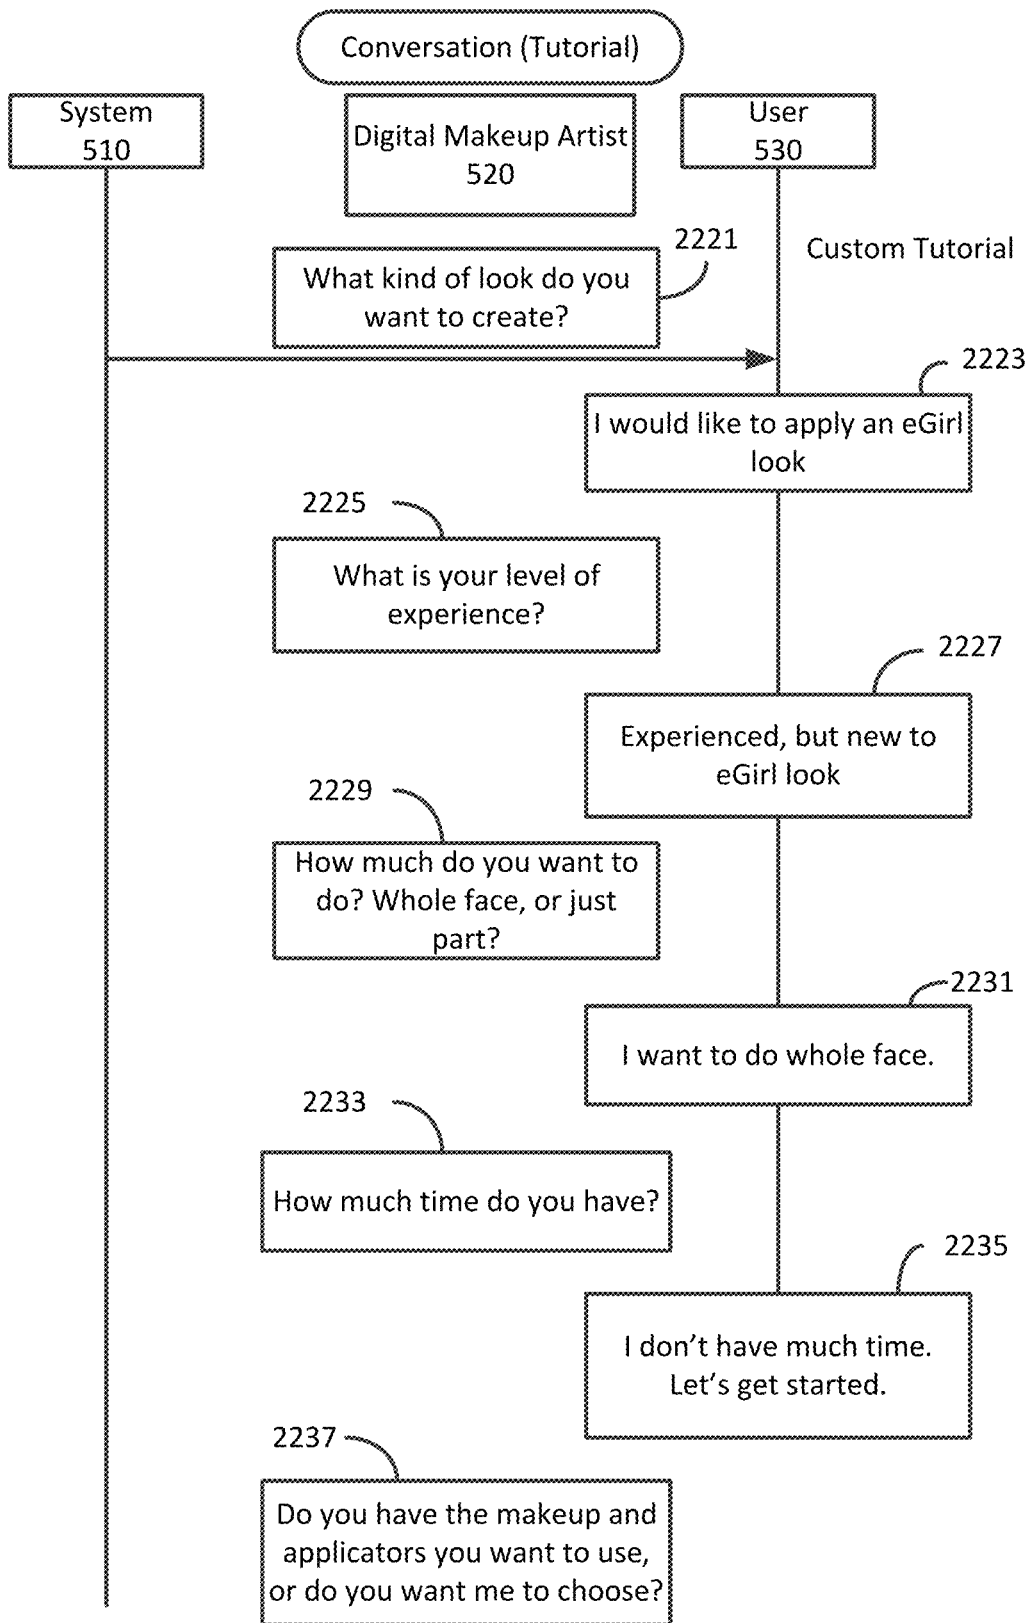 Conversation (Tutorial)
System
510
Digital Makeup Artist
520
User
530
2221
Custom Tutorial
What kind of look do you
want to create?
2223
I would like to apply an eGirl
look
2225
What is your level of
experience?
2227
Experienced, but new to
eGirl look
2229
How much do you want to
do? Whole face, or just
part?
2231
I want to do whole face.
2233
How much time do you have?
2235
I don't have much time.
Let's get started.
2237
Do you have the makeup and
applicators you want to use,
or do you want me to choose?